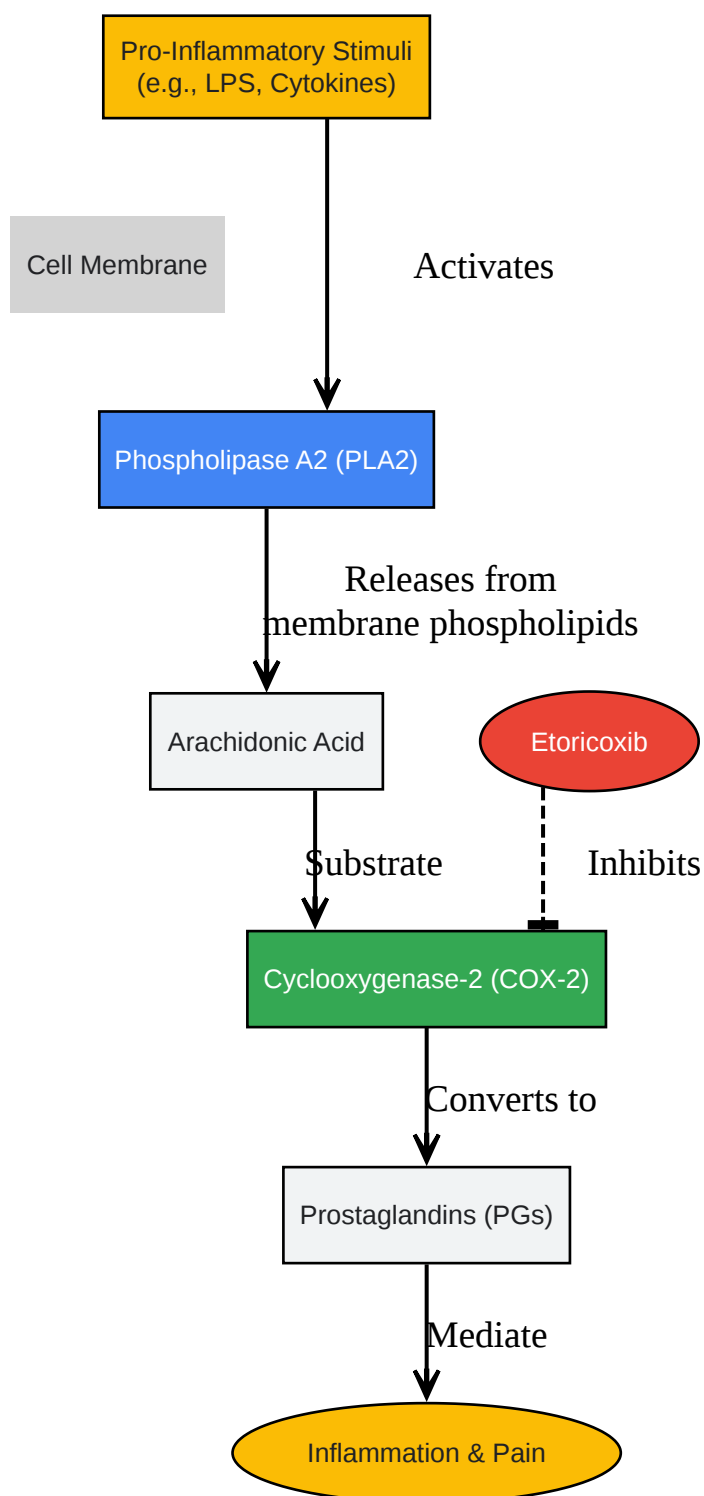 Pro-Inflammatory Stimuli
(e.g., LPS, Cytokines)
Cell Membrane
Activates
Phospholipase A2 (PLA2)
Releases from
membrane phospholipids
Arachidonic Acid
Etoricoxib
Substrate
Inhibits
Cyclooxygenase-2 (COX-2)
Converts to
Prostaglandins (PGs)
Mediate
Inflammation & Pain